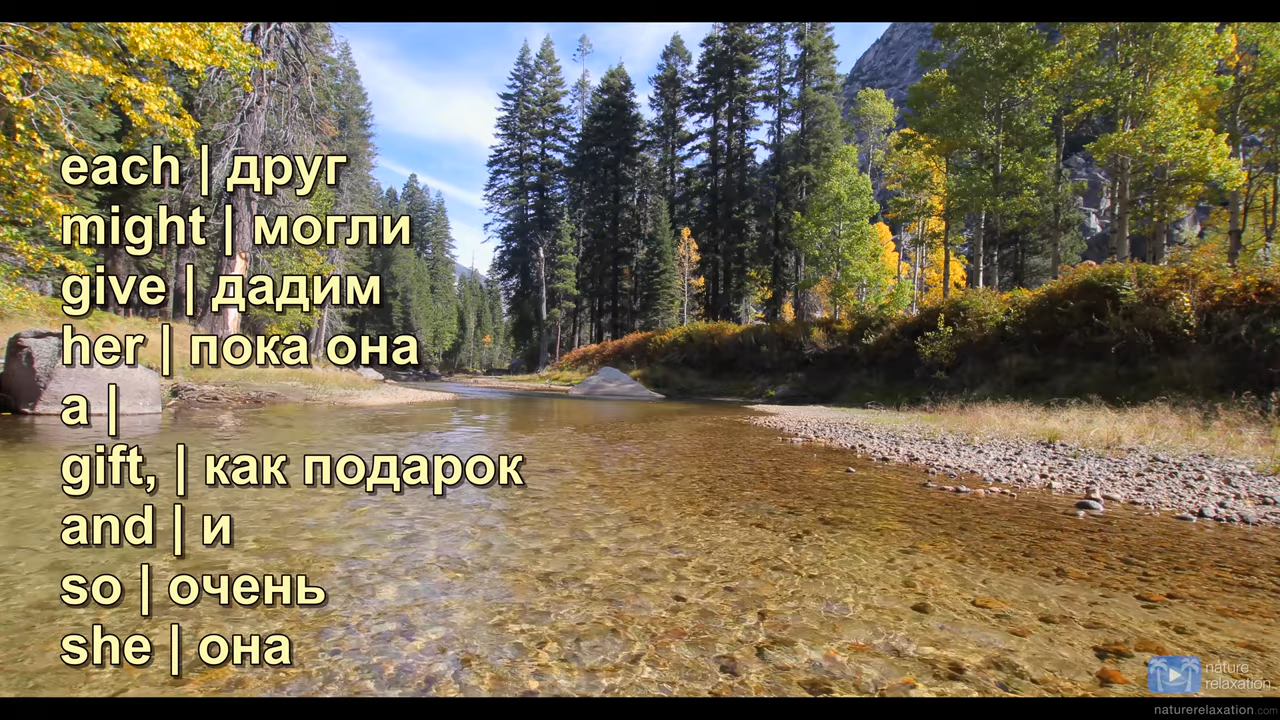 each | друг
might | могли
give | дадим
her | пока она
a |
gift, | как подарок
and | и
so | очень
she | она
nature
relaxation
naturerelaxation.com